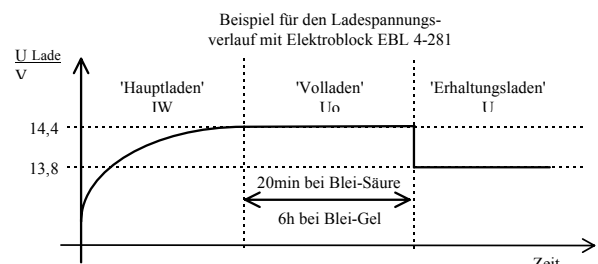 Beispiel für den Ladespannungs-
verlauf mit Elektroblock EBL 4-281
U Lade
V
'Hauptladen'
IW
'Volladen'
Uo
'Erhaltungsladen'
U
14,4
13,8
20min bei Blei-Säure
6h bei Blei-Gel
Zeit